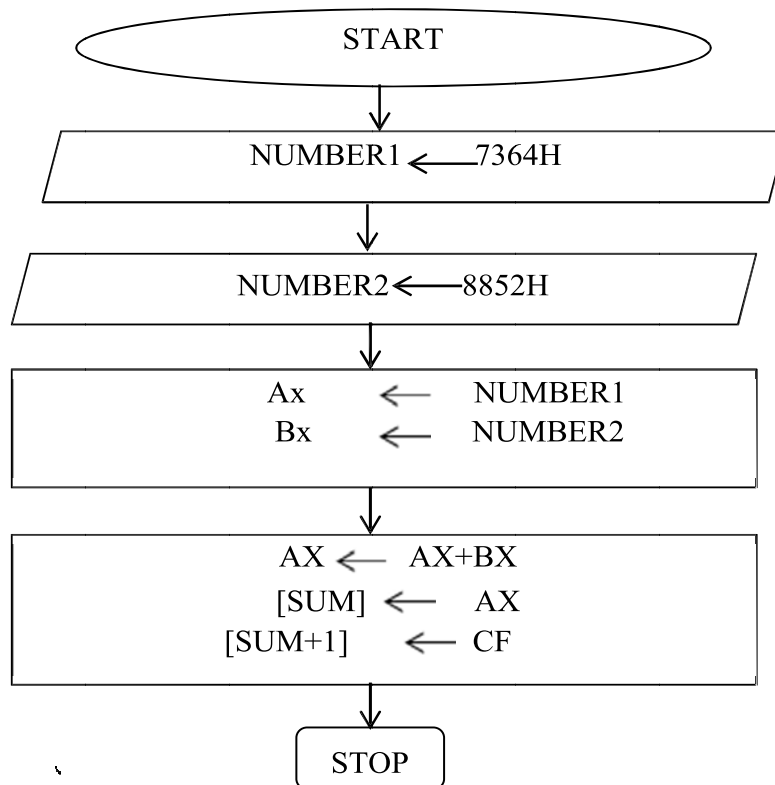 START
NUMBER1 ← 7364H
NUMBER2 ← 8852H
Ax ← NUMBER1
Bx ← NUMBER2
AX ← AX+BX
[SUM] ← AX
[SUM+1] ← CF
STOP